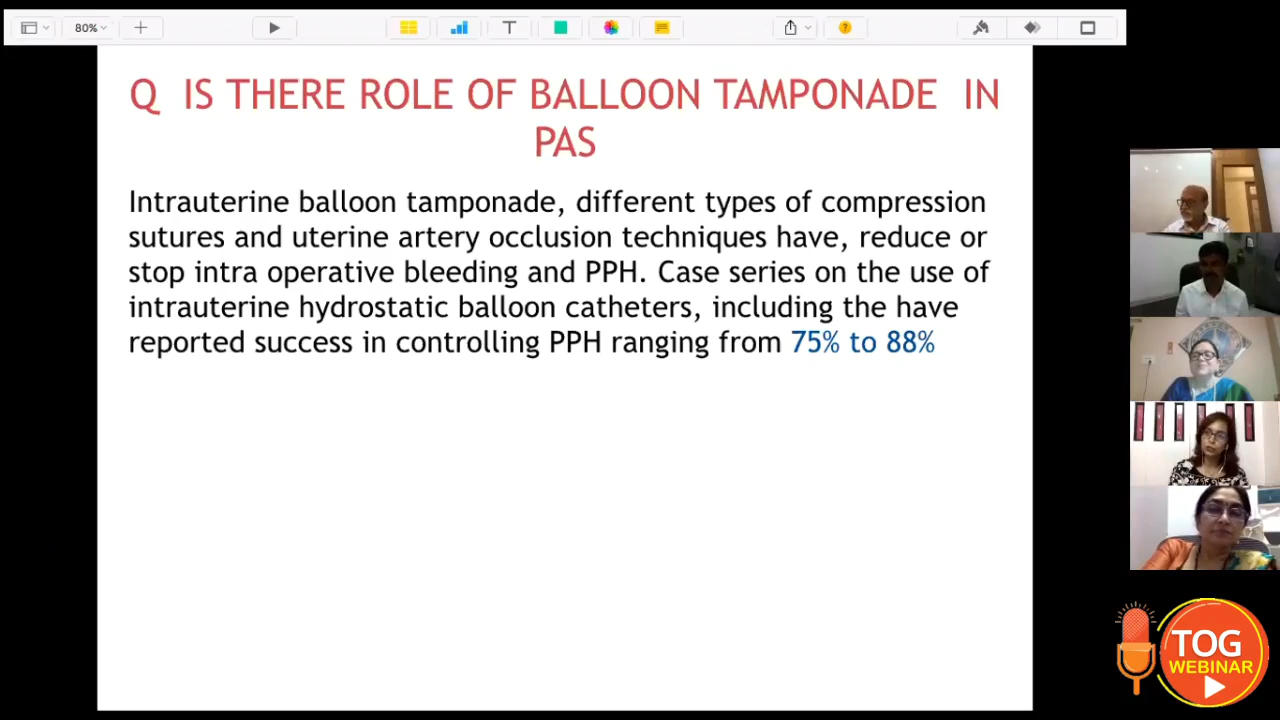 80%
T
?
Q IS THERE ROLE OF BALLOON TAMPONADE IN
PAS
Intrauterine balloon tamponade, different types of compression
sutures and uterine artery occlusion techniques have, reduce or
stop intra operative bleeding and PPH. Case series on the use of
intrauterine hydrostatic balloon catheters, including the have
reported success in controlling PPH ranging from 75% to 88%
TOG
WEBINAR